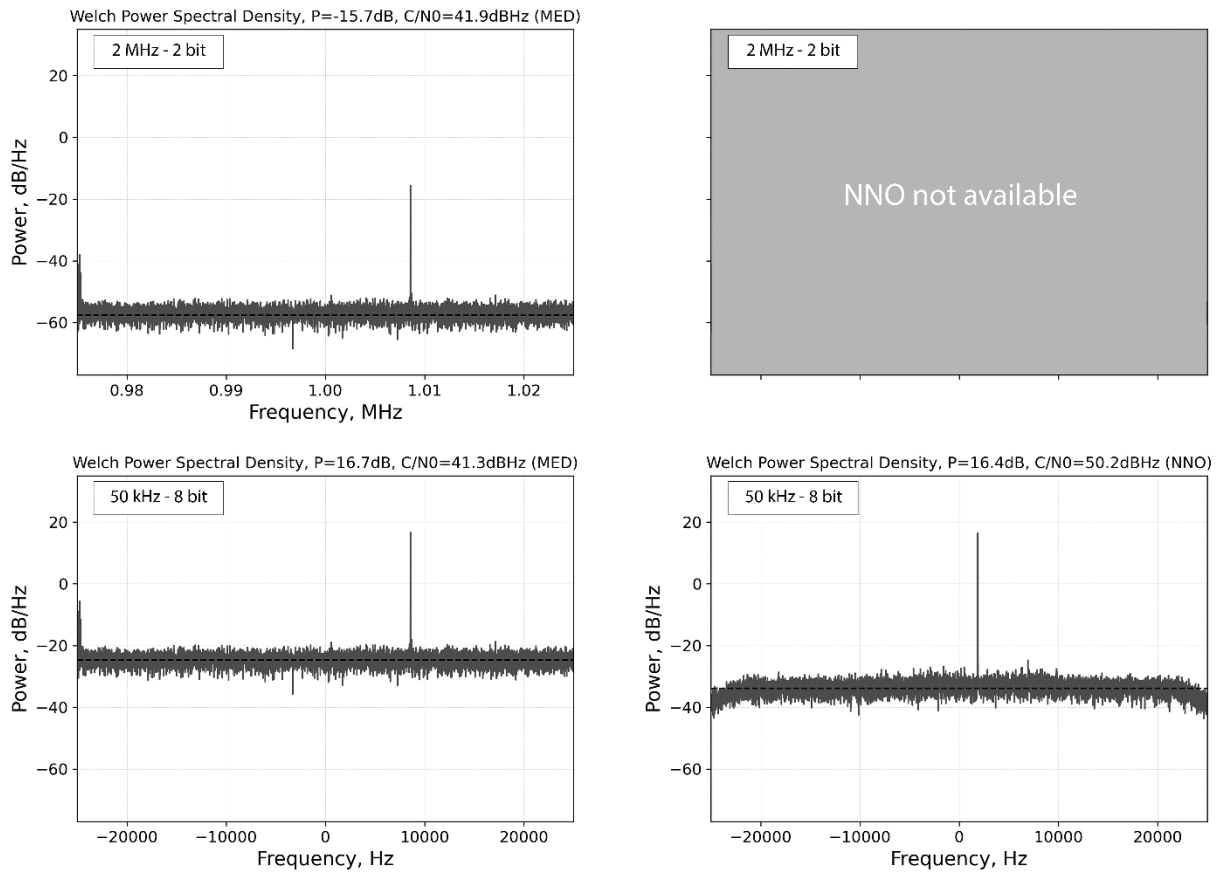 Welch Power Spectral Density, P=-15.7dB, C/N0=41.9dBHz (MED)
2 MHz - 2 bit
20
0
−20
−40
−60
Power, dB/Hz
0.98 0.99 1.00 1.01 1.02
Frequency, MHz
2 MHz - 2 bit
NNO not available
Welch Power Spectral Density, P=16.7dB, C/N0=41.3dBHz (MED)
50 kHz - 8 bit
20
0
−20
−40
−60
Power, dB/Hz
−20000 −10000 0 10000 20000
Frequency, Hz
Welch Power Spectral Density, P=16.4dB, C/N0=50.2dBHz (NNO)
50 kHz - 8 bit
20
0
−20
−40
−60
Power, dB/Hz
−20000 −10000 0 10000 20000
Frequency, Hz